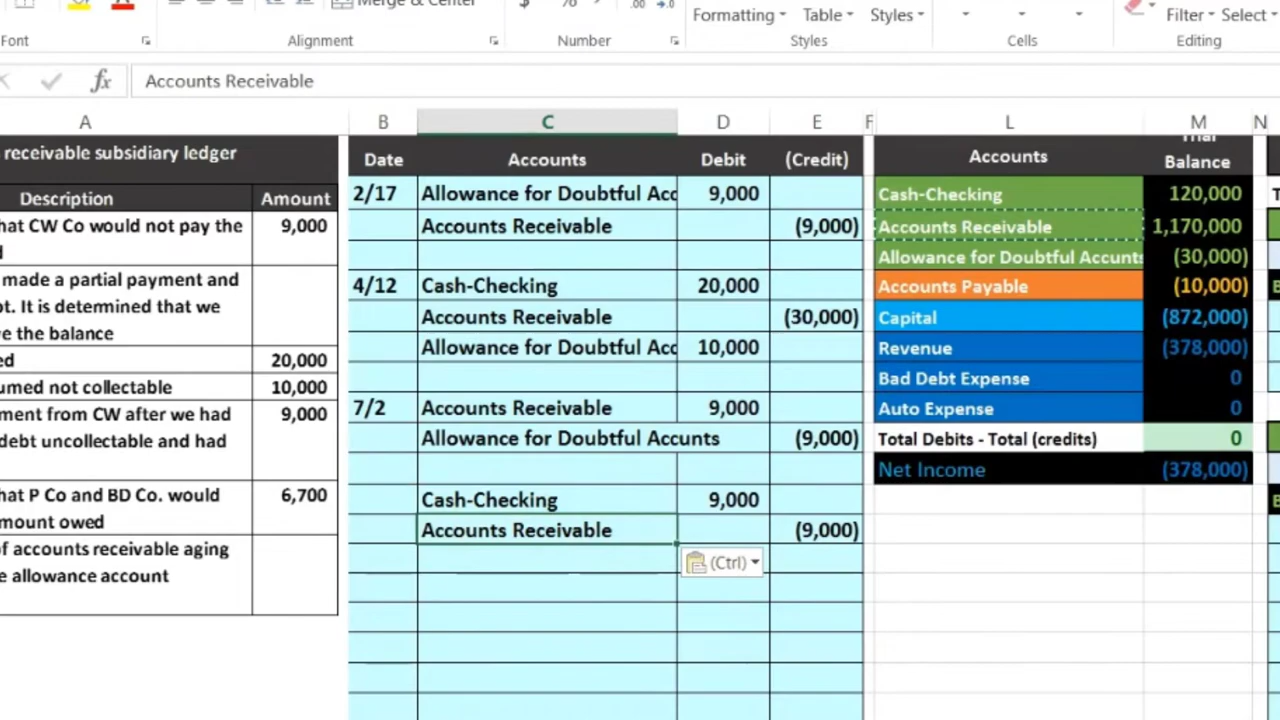 Merge & Center
$ %
.00 .0
Formatting Table Styles
Filter Select
Font Alignment Number Styles Cells Editing
fx Accounts Receivable
A B C D E F L M N
receivable subsidiary ledger
Description Amount
hat CW Co would not pay the 9,000
made a partial payment and
ot. It is determined that we
the balance
20,000
umed not collectable 10,000
ment from CW after we had 9,000
debt uncollectable and had
hat P Co and BD Co. would 6,700
mount owed
of accounts receivable aging
allowance account
Date Accounts Debit (Credit)
2/17 Allowance for Doubtful Acc 9,000
Accounts Receivable (9,000)
4/12 Cash-Checking 20,000
Accounts Receivable (30,000)
Allowance for Doubtful Acc 10,000
7/2 Accounts Receivable 9,000
Allowance for Doubtful Accunts (9,000)
Cash-Checking 9,000
Accounts Receivable (9,000)
(Ctrl)
Accounts Trial Balance
Cash-Checking 120,000
Accounts Receivable 1,170,000
Allowance for Doubtful Accunts (30,000)
Accounts Payable (10,000)
Capital (872,000)
Revenue (378,000)
Bad Debt Expense 0
Auto Expense 0
Total Debits - Total (credits) 0
Net Income (378,000)